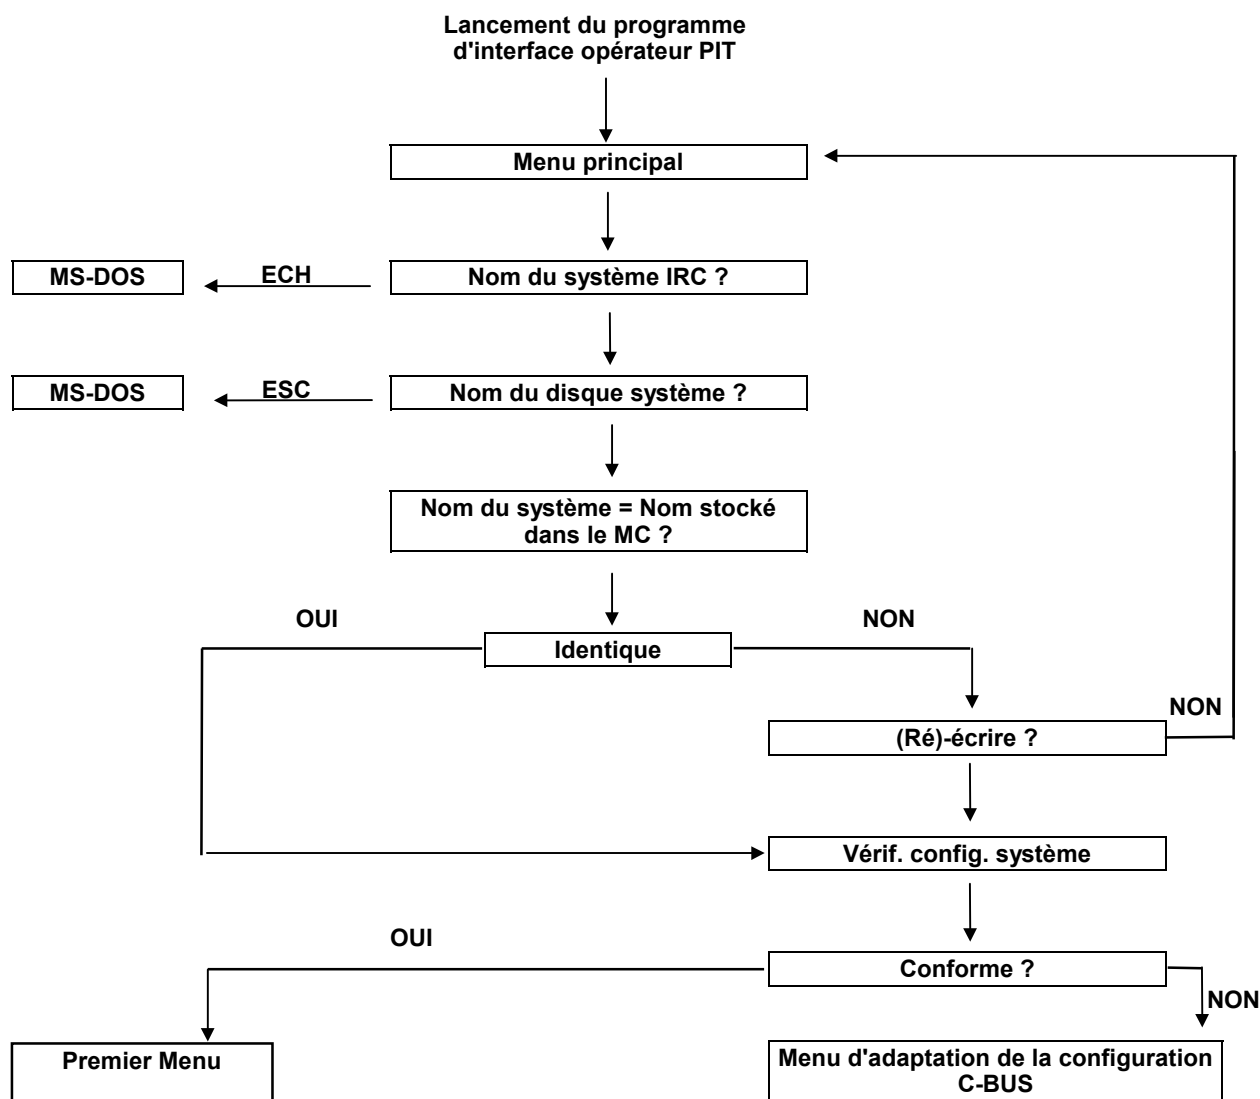 Lancement du programme
d'interface opérateur PIT
Menu principal
MS-DOS
ECH
Nom du système IRC ?
MS-DOS
ESC
Nom du disque système ?
Nom du système = Nom stocké
dans le MC ?
OUI
NON
Identique
NON
(Ré)-écrire ?
Vérif. config. système
OUI
Conforme ?
NON
Premier Menu
Menu d'adaptation de la configuration
C-BUS